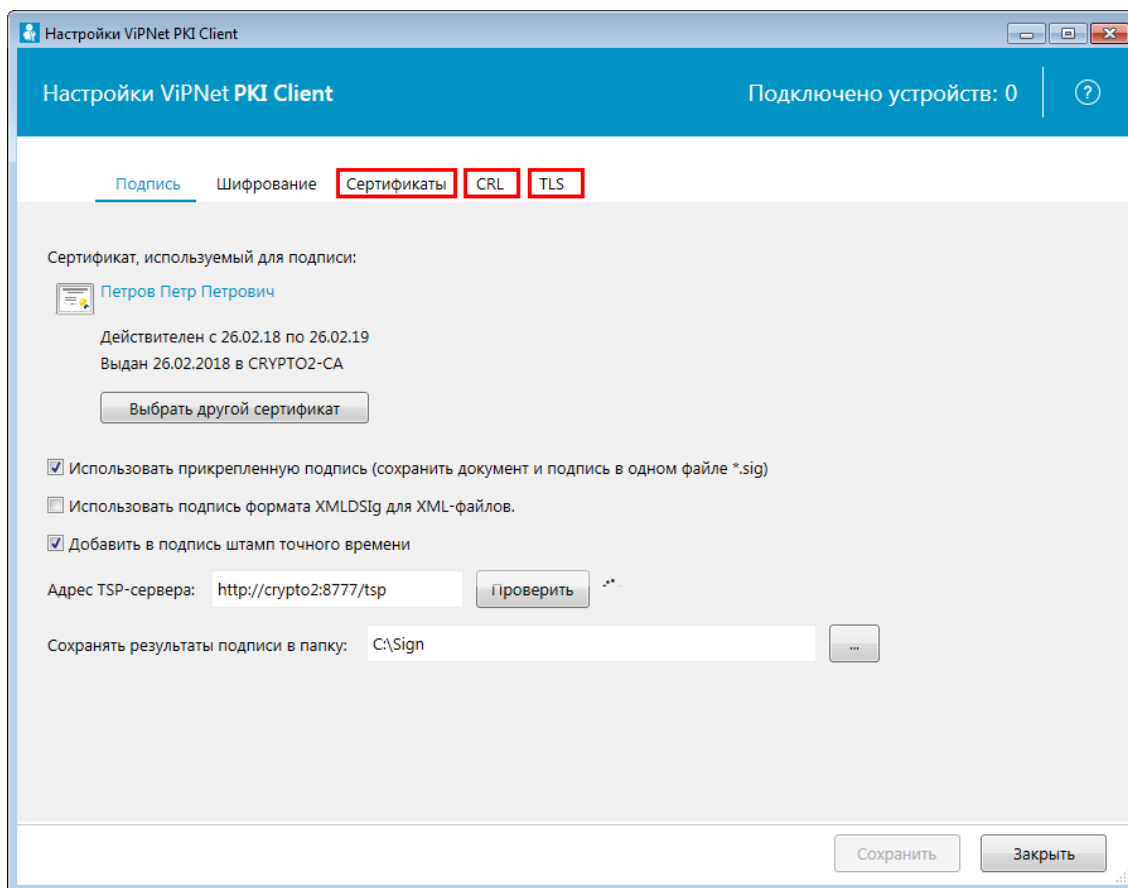 Настройки ViPNet PKI Client
Настройки ViPNet PKI Client
Подключено устройств: 0
?
Подпись Шифрование Сертификаты CRL TLS
Сертификат, используемый для подписи:
Петров Петр Петрович
Действителен с 26.02.18 по 26.02.19
Выдан 26.02.2018 в CRYPTO2-CA
Выбрать другой сертификат
Использовать прикрепленную подпись (сохранить документ и подпись в одном файле *.sig)
Использовать подпись формата XMLDSIg для XML-файлов.
Добавить в подпись штамп точного времени
Адрес TSP-сервера: http://crypto2:8777/tsp Проверить
Сохранять результаты подписи в папку: C:\Sign ...
Сохранить Закрыть